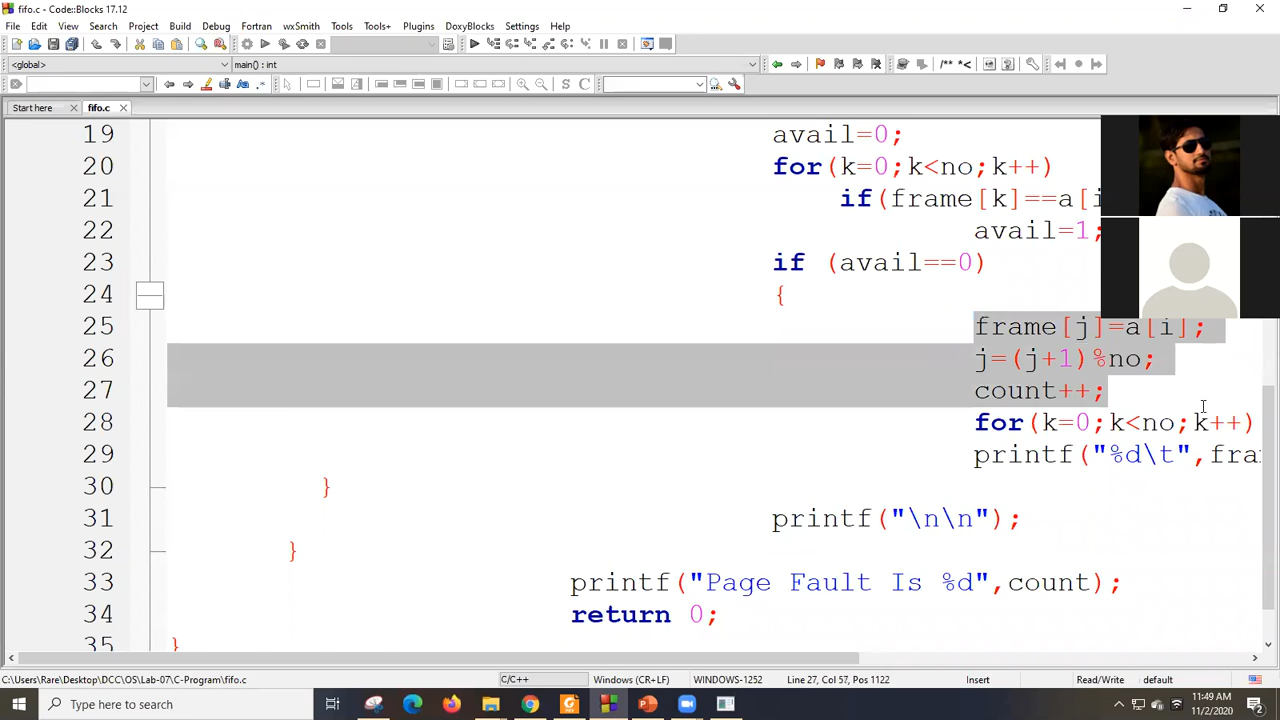 fifo.c - Code::Blocks 17.12
File Edit View Search Project Build Debug Fortran wxSmith Tools Tools+ Plugins DoxyBlocks Settings Help
<global> main() : int
/** *<
.*
S C
Start here fifo.c
19 avail=0;
20 for(k=0;k<no;k++)
21 if(frame[k]==a[i
22 avail=1;
23 if (avail==0)
24 {
25 frame[j]=a[i];
26 j=(j+1)%no;
27 count++;
28 for(k=0;k<no;k++)
29 printf("%d\t",fra
30 }
31 printf("\n\n");
32 }
33 printf("Page Fault Is %d",count);
34 return 0;
35 }
C:\Users\Rare\Desktop\DCC\OS\Lab-07\C-Program\fifo.c C/C++ Windows (CR+LF) WINDOWS-1252 Line 27, Col 57, Pos 1122 Insert Read/Write default
Type here to search
11:49 AM
11/2/2020
2